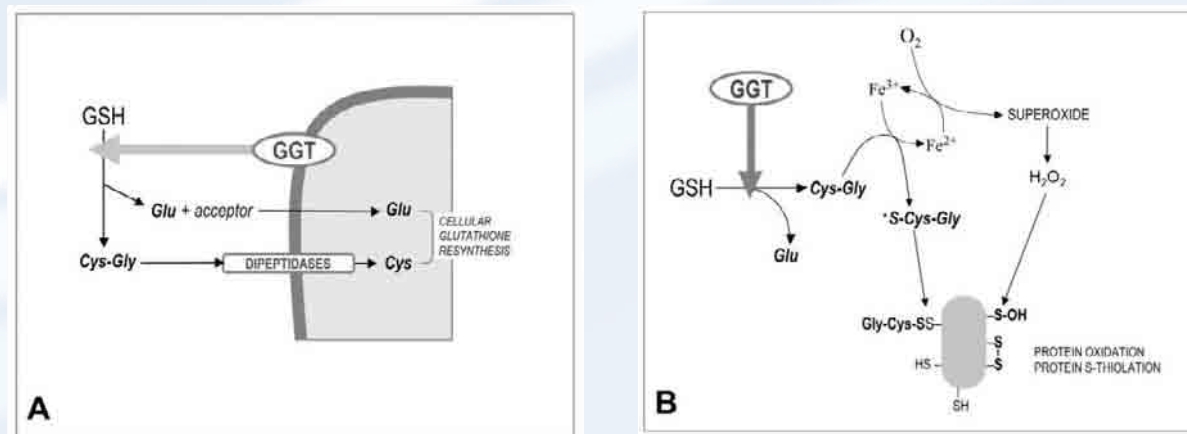 GSH
GGT
Glu + acceptor
Glu
CELLULAR
GLUTATHIONE
RESYNTHESIS
Cys-Gly
DIPEPTIDASES
Cys
A
O2
GGT
Fe3+
SUPEROXIDE
Fe2+
GSH
Cys-Gly
H2O2
•S-Cys-Gly
Glu
Gly-Cys-SS
S-OH
S
S
HS
SH
PROTEIN OXIDATION
PROTEIN S-THIOLATION
B